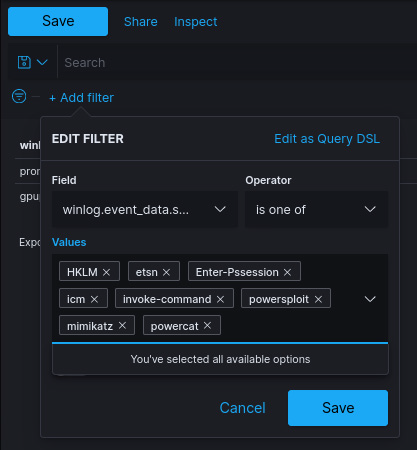 Save Share Inspect
Search
+ Add filter
EDIT FILTER Edit as Query DSL
Field Operator
winlog.event_data.s... is one of
Values
HKLM × etsn × Enter-Pssession ×
icm × invoke-command × powersploit ×
mimikatz × powercat ×
You've selected all available options
Cancel Save
winl
pron
gpup
Expo